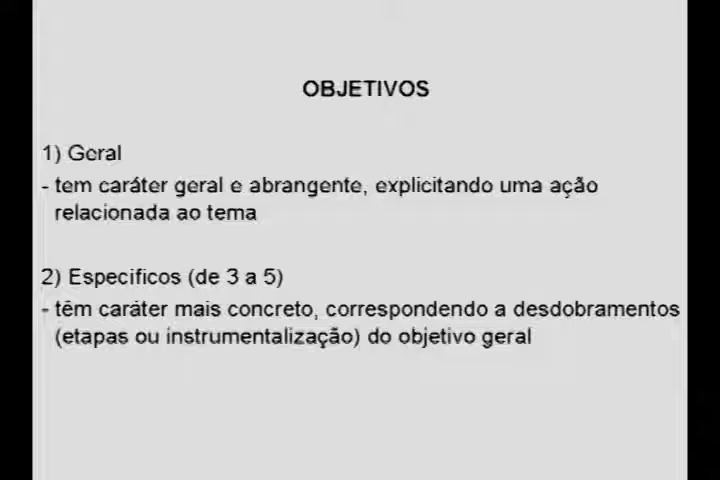 OBJETIVOS
1) Geral
- tem caráter geral e abrangente, explicitando uma ação
relacionada ao tema
2) Específicos (de 3 a 5)
- têm caráter mais concreto, correspondendo a desdobramentos
(etapas ou instrumentalização) do objetivo geral